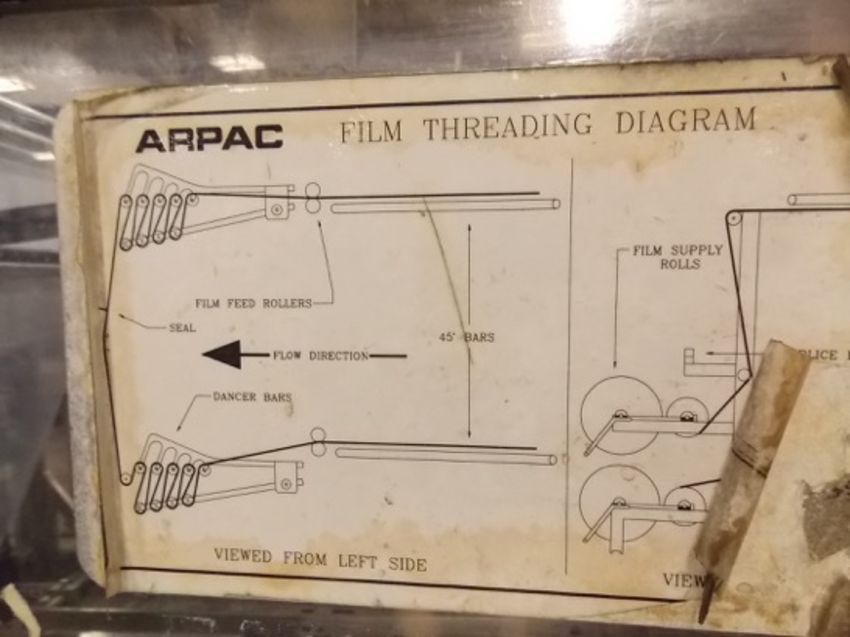 ARPAC
FILM THREADING DIAGRAM
FILM SUPPLY
ROLLS
FILM FEED ROLLERS
SEAL
45° BARS
FLOW DIRECTION
DANCER BARS
VIEWED FROM LEFT SIDE